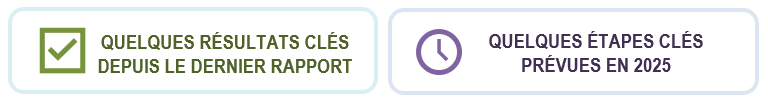 QUELQUES RÉSULTATS CLÉS
DEPUIS LE DERNIER RAPPORT
QUELQUES ÉTAPES CLÉS
PRÉVUES EN 2025